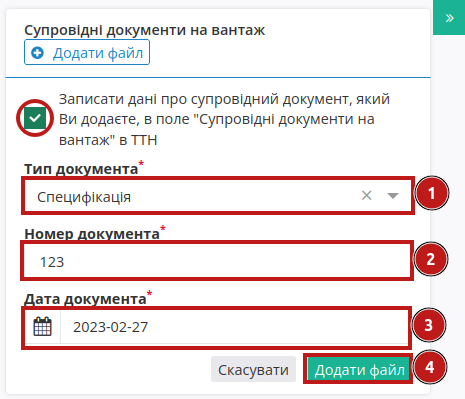 »
Супровідні документи на вантаж
Додати файл
Записати дані про супровідний документ, який
Ви додаєте, в поле "Супровідні документи на
вантаж" в ТТН
Тип документа*
Специфікація × 1
Номер документа*
123 2
Дата документа*
2023-02-27 3
Скасувати Додати файл 4